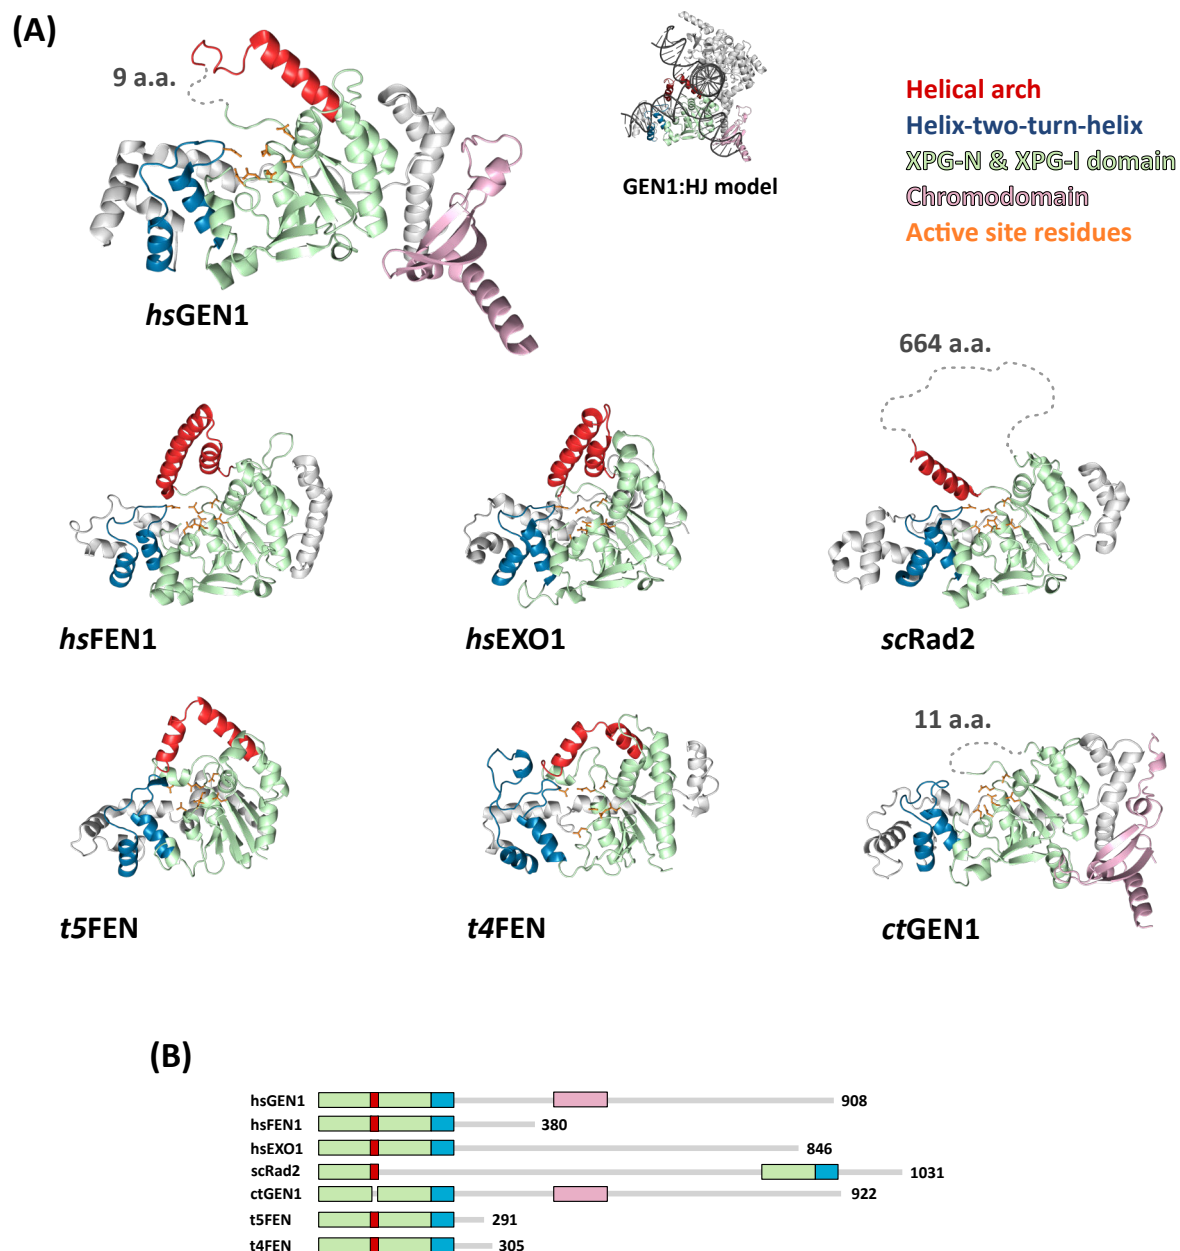 (A)
9 a.a.
GEN1:HJ model
Helical arch
Helix-two-turn-helix
XPG-N & XPG-I domain
Chromodomain
Active site residues
hsGEN1
664 a.a.
hsFEN1
hsEXO1
scRad2
11 a.a.
t5FEN
t4FEN
ctGEN1
(B)
hsGEN1 908
hsFEN1 380
hsEXO1 846
scRad2 1031
ctGEN1 922
t5FEN 291
t4FEN 305